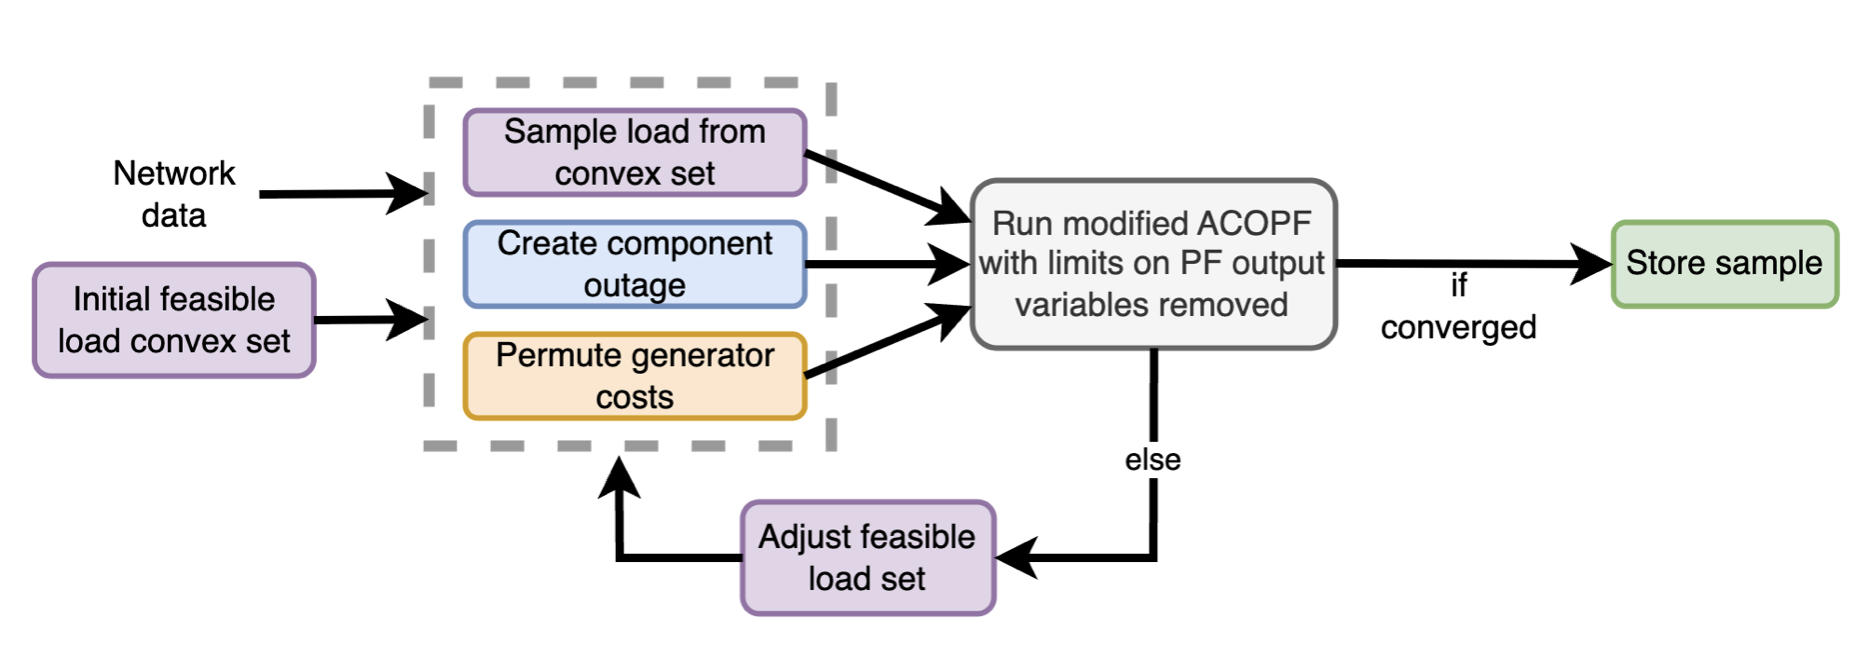 Network
data
Initial feasible
load convex set
Sample load from
convex set
Create component
outage
Permute generator
costs
Run modified ACOPF
with limits on PF output
variables removed
if
converged
Store sample
else
Adjust feasible
load set